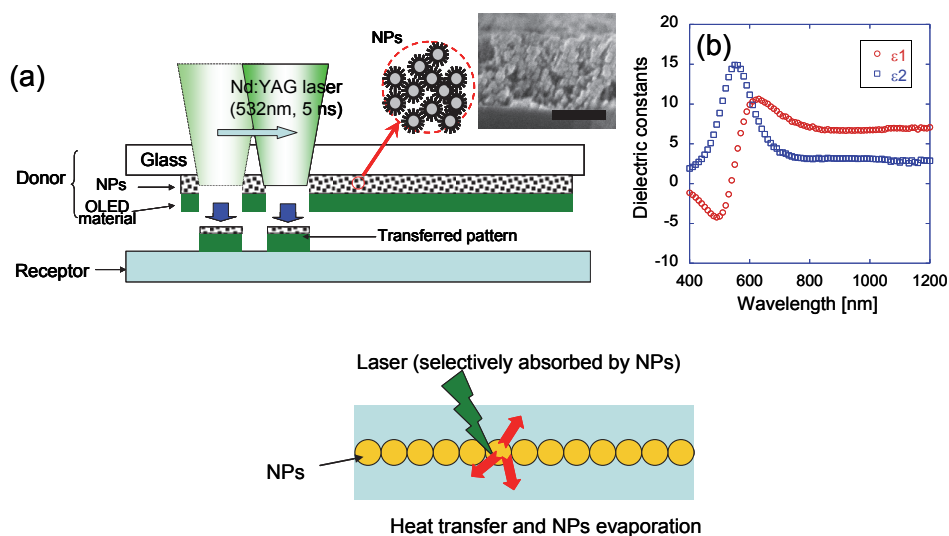 (a)
NPs
Nd:YAG laser
(532nm, 5 ns)
Glass
Donor
NPs
OLED
material
Transferred pattern
Receptor
(b)
ε1
ε2
Dielectric constants
20
15
10
5
0
-5
-10
400
600
800
1000
1200
Wavelength [nm]
Laser (selectively absorbed by NPs)
NPs
Heat transfer and NPs evaporation